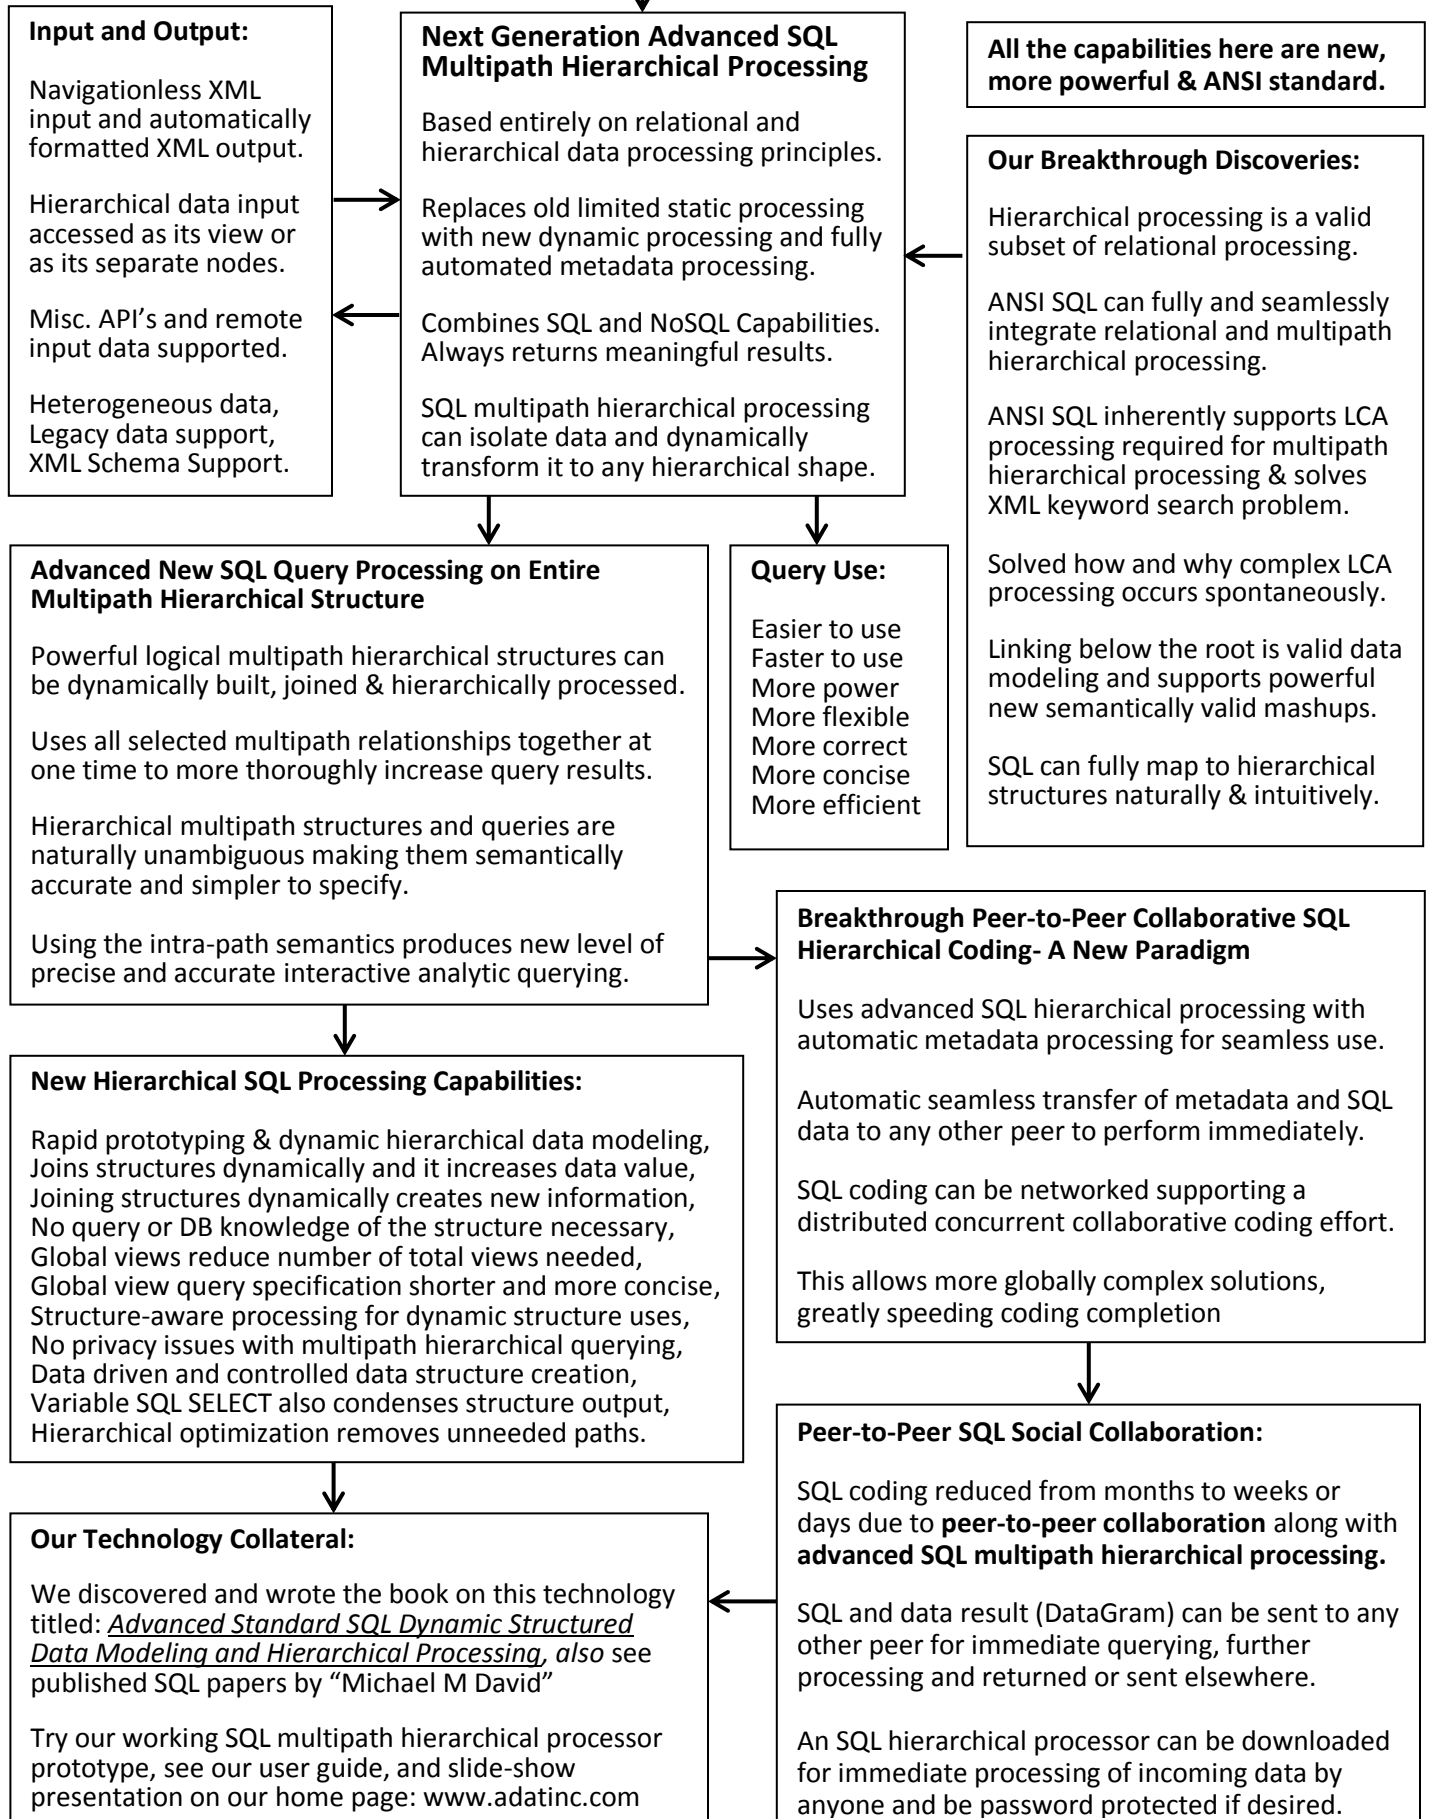 Input and Output:
Navigationless XML
input and automatically
formatted XML output.
Hierarchical data input
accessed as its view or
as its separate nodes.
Misc. API’s and remote
input data supported.
Heterogeneous data,
Legacy data support,
XML Schema Support.
Next Generation Advanced SQL
Multipath Hierarchical Processing
Based entirely on relational and
hierarchical data processing principles.
Replaces old limited static processing
with new dynamic processing and fully
automated metadata processing.
Combines SQL and NoSQL Capabilities.
Always returns meaningful results.
SQL multipath hierarchical processing
can isolate data and dynamically
transform it to any hierarchical shape.
All the capabilities here are new,
more powerful & ANSI standard.
Our Breakthrough Discoveries:
Hierarchical processing is a valid
subset of relational processing.
ANSI SQL can fully and seamlessly
integrate relational and multipath
hierarchical processing.
ANSI SQL inherently supports LCA
processing required for multipath
hierarchical processing & solves
XML keyword search problem.
Solved how and why complex LCA
processing occurs spontaneously.
Linking below the root is valid data
modeling and supports powerful
new semantically valid mashups.
SQL can fully map to hierarchical
structures naturally & intuitively.
Advanced New SQL Query Processing on Entire
Multipath Hierarchical Structure
Powerful logical multipath hierarchical structures can
be dynamically built, joined & hierarchically processed.
Uses all selected multipath relationships together at
one time to more thoroughly increase query results.
Hierarchical multipath structures and queries are
naturally unambiguous making them semantically
accurate and simpler to specify.
Using the intra-path semantics produces new level of
precise and accurate interactive analytic querying.
Query Use:
Easier to use
Faster to use
More power
More flexible
More correct
More concise
More efficient
Breakthrough Peer-to-Peer Collaborative SQL
Hierarchical Coding- A New Paradigm
Uses advanced SQL hierarchical processing with
automatic metadata processing for seamless use.
Automatic seamless transfer of metadata and SQL
data to any other peer to perform immediately.
SQL coding can be networked supporting a
distributed concurrent collaborative coding effort.
This allows more globally complex solutions,
greatly speeding coding completion
New Hierarchical SQL Processing Capabilities:
Rapid prototyping & dynamic hierarchical data modeling,
Joins structures dynamically and it increases data value,
Joining structures dynamically creates new information,
No query or DB knowledge of the structure necessary,
Global views reduce number of total views needed,
Global view query specification shorter and more concise,
Structure-aware processing for dynamic structure uses,
No privacy issues with multipath hierarchical querying,
Data driven and controlled data structure creation,
Variable SQL SELECT also condenses structure output,
Hierarchical optimization removes unneeded paths.
Peer-to-Peer SQL Social Collaboration:
SQL coding reduced from months to weeks or
days due to peer-to-peer collaboration along with
advanced SQL multipath hierarchical processing.
SQL and data result (DataGram) can be sent to any
other peer for immediate querying, further
processing and returned or sent elsewhere.
An SQL hierarchical processor can be downloaded
for immediate processing of incoming data by
anyone and be password protected if desired.
Our Technology Collateral:
We discovered and wrote the book on this technology
titled: Advanced Standard SQL Dynamic Structured
Data Modeling and Hierarchical Processing, also see
published SQL papers by “Michael M David”
Try our working SQL multipath hierarchical processor
prototype, see our user guide, and slide-show
presentation on our home page: www.adatinc.com